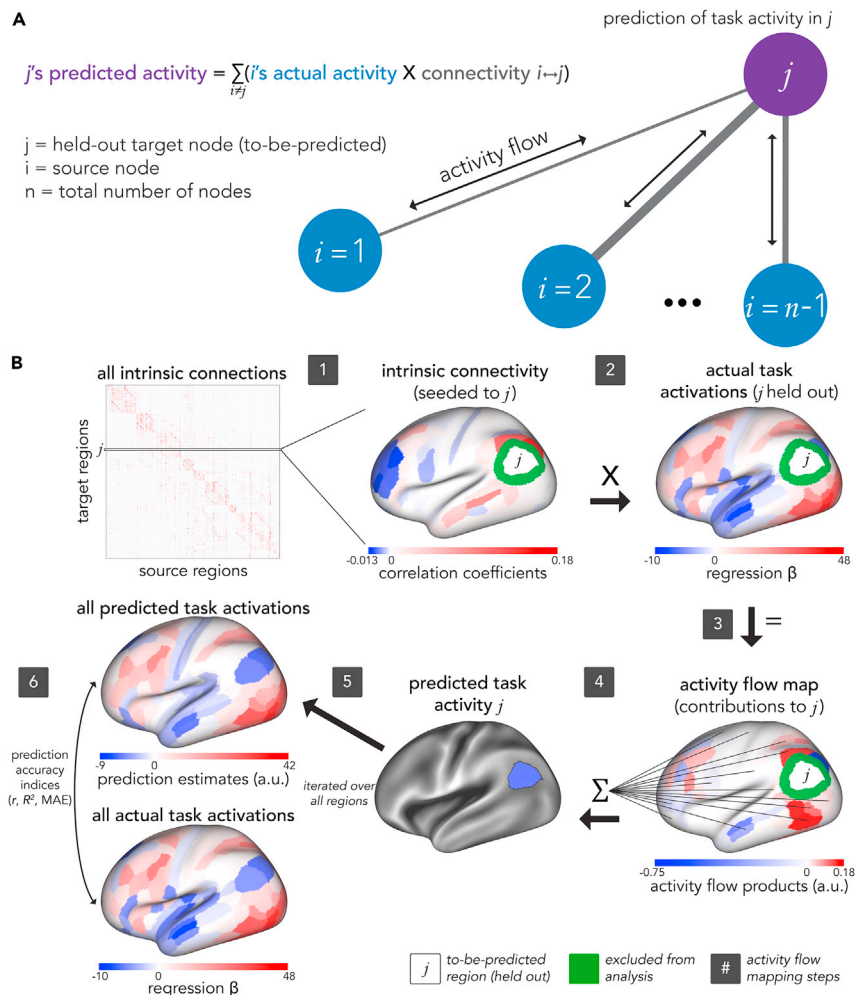 A
prediction of task activity in j
j's predicted activity = ∑(i's actual activity X connectivity i↔j)
i≠j
j
j = held-out target node (to-be-predicted)
i = source node
n = total number of nodes
activity flow
i = 1
i = 2
•••
i = n-1
B
all intrinsic connections
target regions
j
source regions
1
intrinsic connectivity
(seeded to j)
j
-0.013 0 0.18
correlation coefficients
X
2
actual task
activations (j held out)
j
-10 0 48
regression β
3
=
4
activity flow map
(contributions to j)
j
-0.75 0 0.18
activity flow products (a.u.)
Σ
5
predicted task
activity j
iterated over
all regions
all predicted task activations
-9 0 42
prediction estimates (a.u.)
6
prediction
accuracy
indices
(r, R², MAE)
all actual task activations
-10 0 48
regression β
j
to-be-predicted
region (held out)
excluded from
analysis
#
activity flow
mapping steps